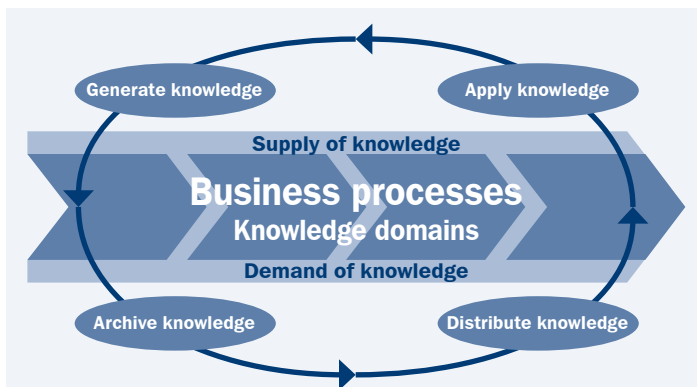 Generate knowledge
Apply knowledge
Supply of knowledge
Business processes
Knowledge domains
Demand of knowledge
Archive knowledge
Distribute knowledge